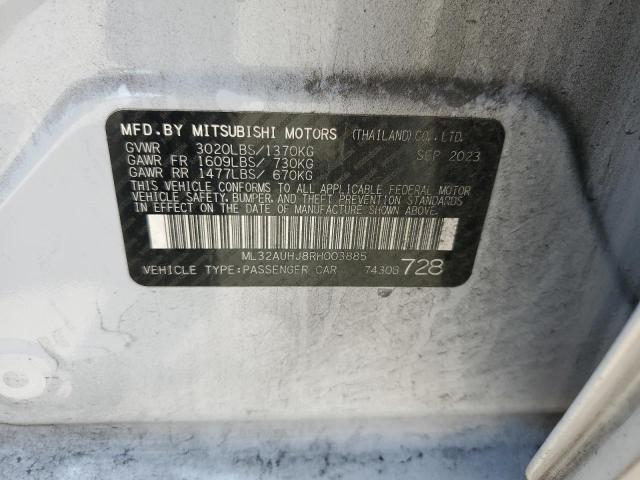 MFD.BY MITSUBISHI MOTORS (THAILAND)CO.,LTD.
GVWR 3020LBS/1370KG SEP 2023
GAWR FR 1609LBS/ 730KG
GAWR RR 1477LBS/ 670KG
THIS VEHICLE CONFORMS TO ALL APPLICABLE FEDERAL MOTOR
VEHICLE SAFETY,BUMPER,AND THEFT PREVENTION STANDARDS
IN EFFECT ON THE DATE OF MANUFACTURE SHOWN ABOVE.
ML32AUHJ8RH003885
VEHICLE TYPE:PASSENGER CAR 74308 728